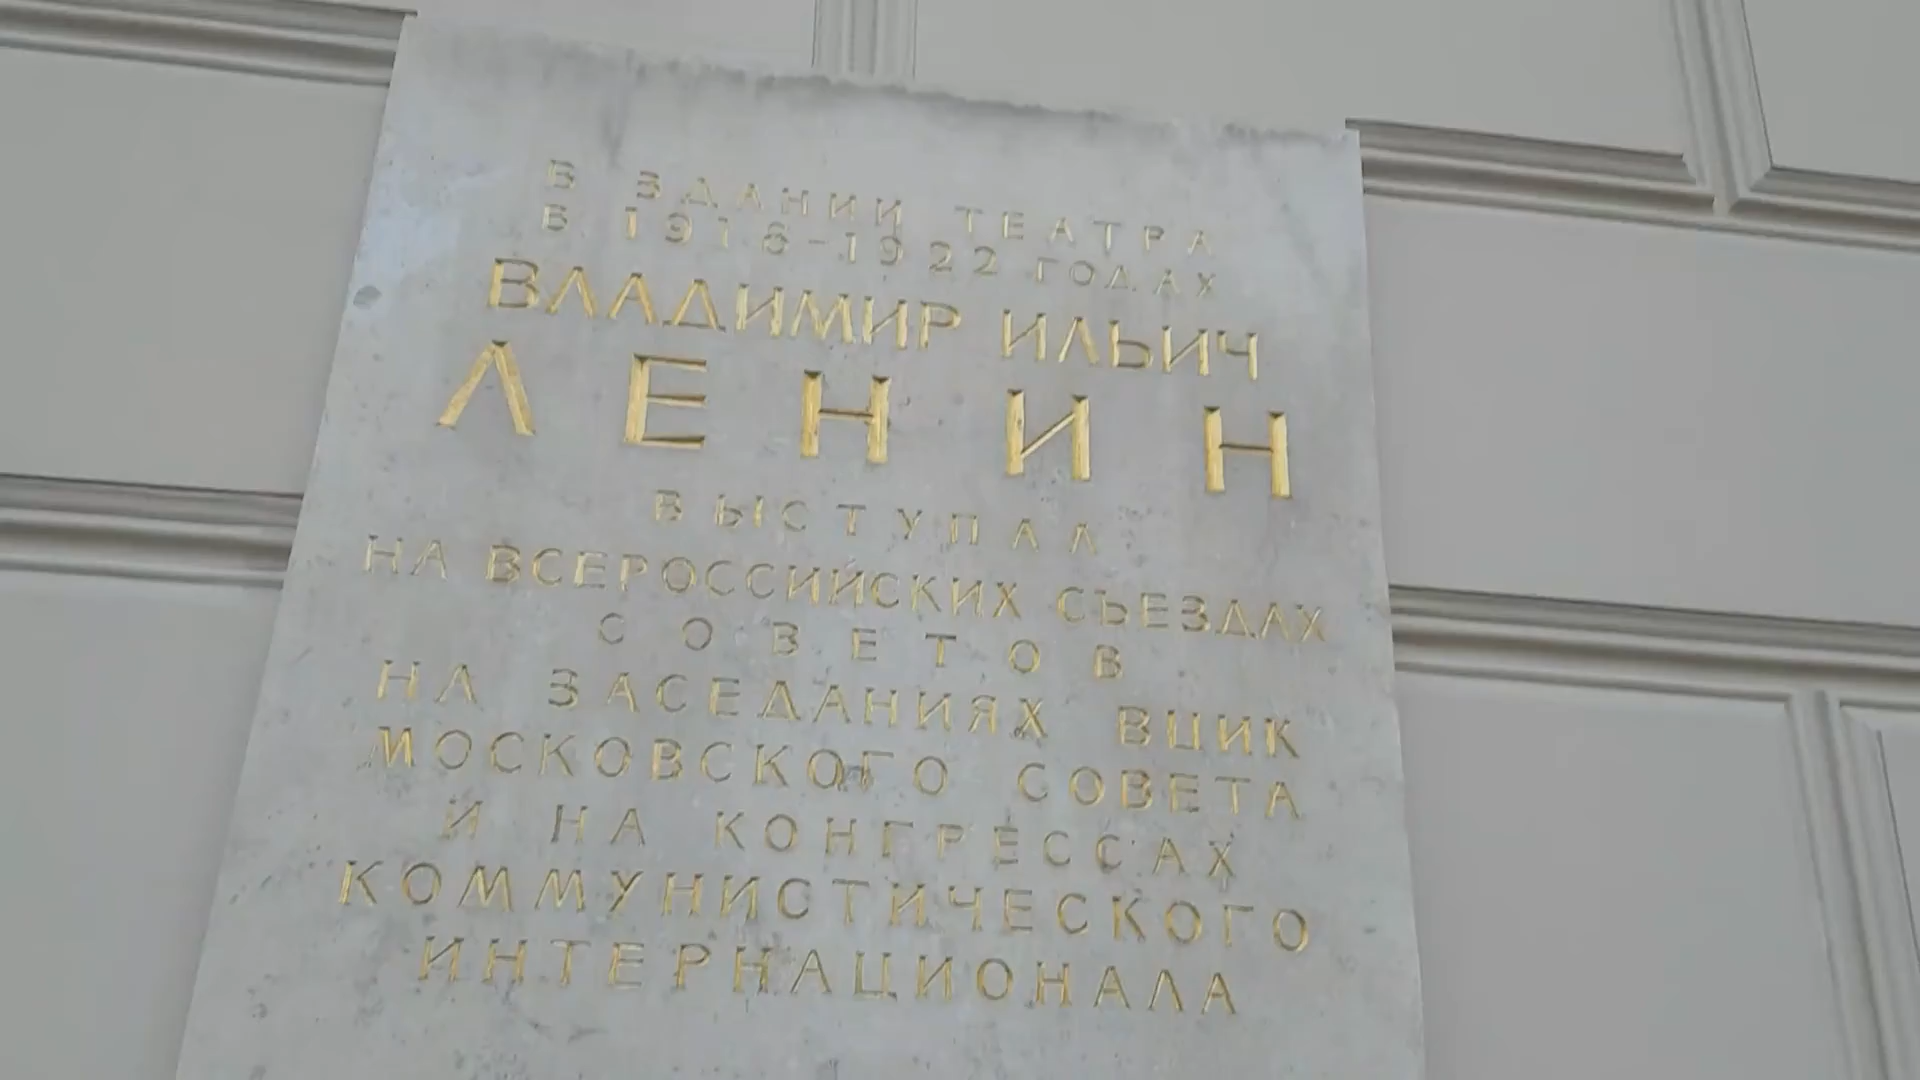 В ЗДАНИИ ТЕАТРА
В 1918-1922 ГОДАХ
ВЛАДИМИР ИЛЬИЧ
ЛЕНИН
ВЫСТУПАЛ
НА ВСЕРОССИЙСКИХ СЪЕЗДАХ
СОВЕТОВ
НА ЗАСЕДАНИЯХ ВЦИК
МОСКОВСКОГО СОВЕТА
И НА КОНГРЕССАХ
КОММУНИСТИЧЕСКОГО
ИНТЕРНАЦИОНАЛА